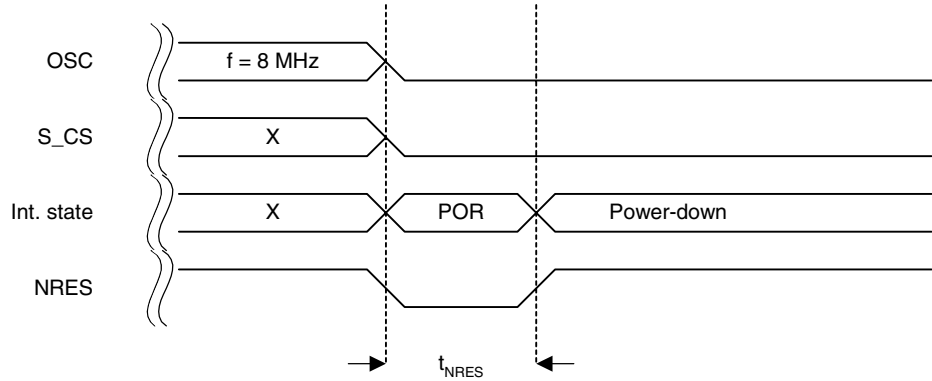 OSC f = 8 MHz
S_CS X
Int. state X POR Power-down
NRES
tNRES